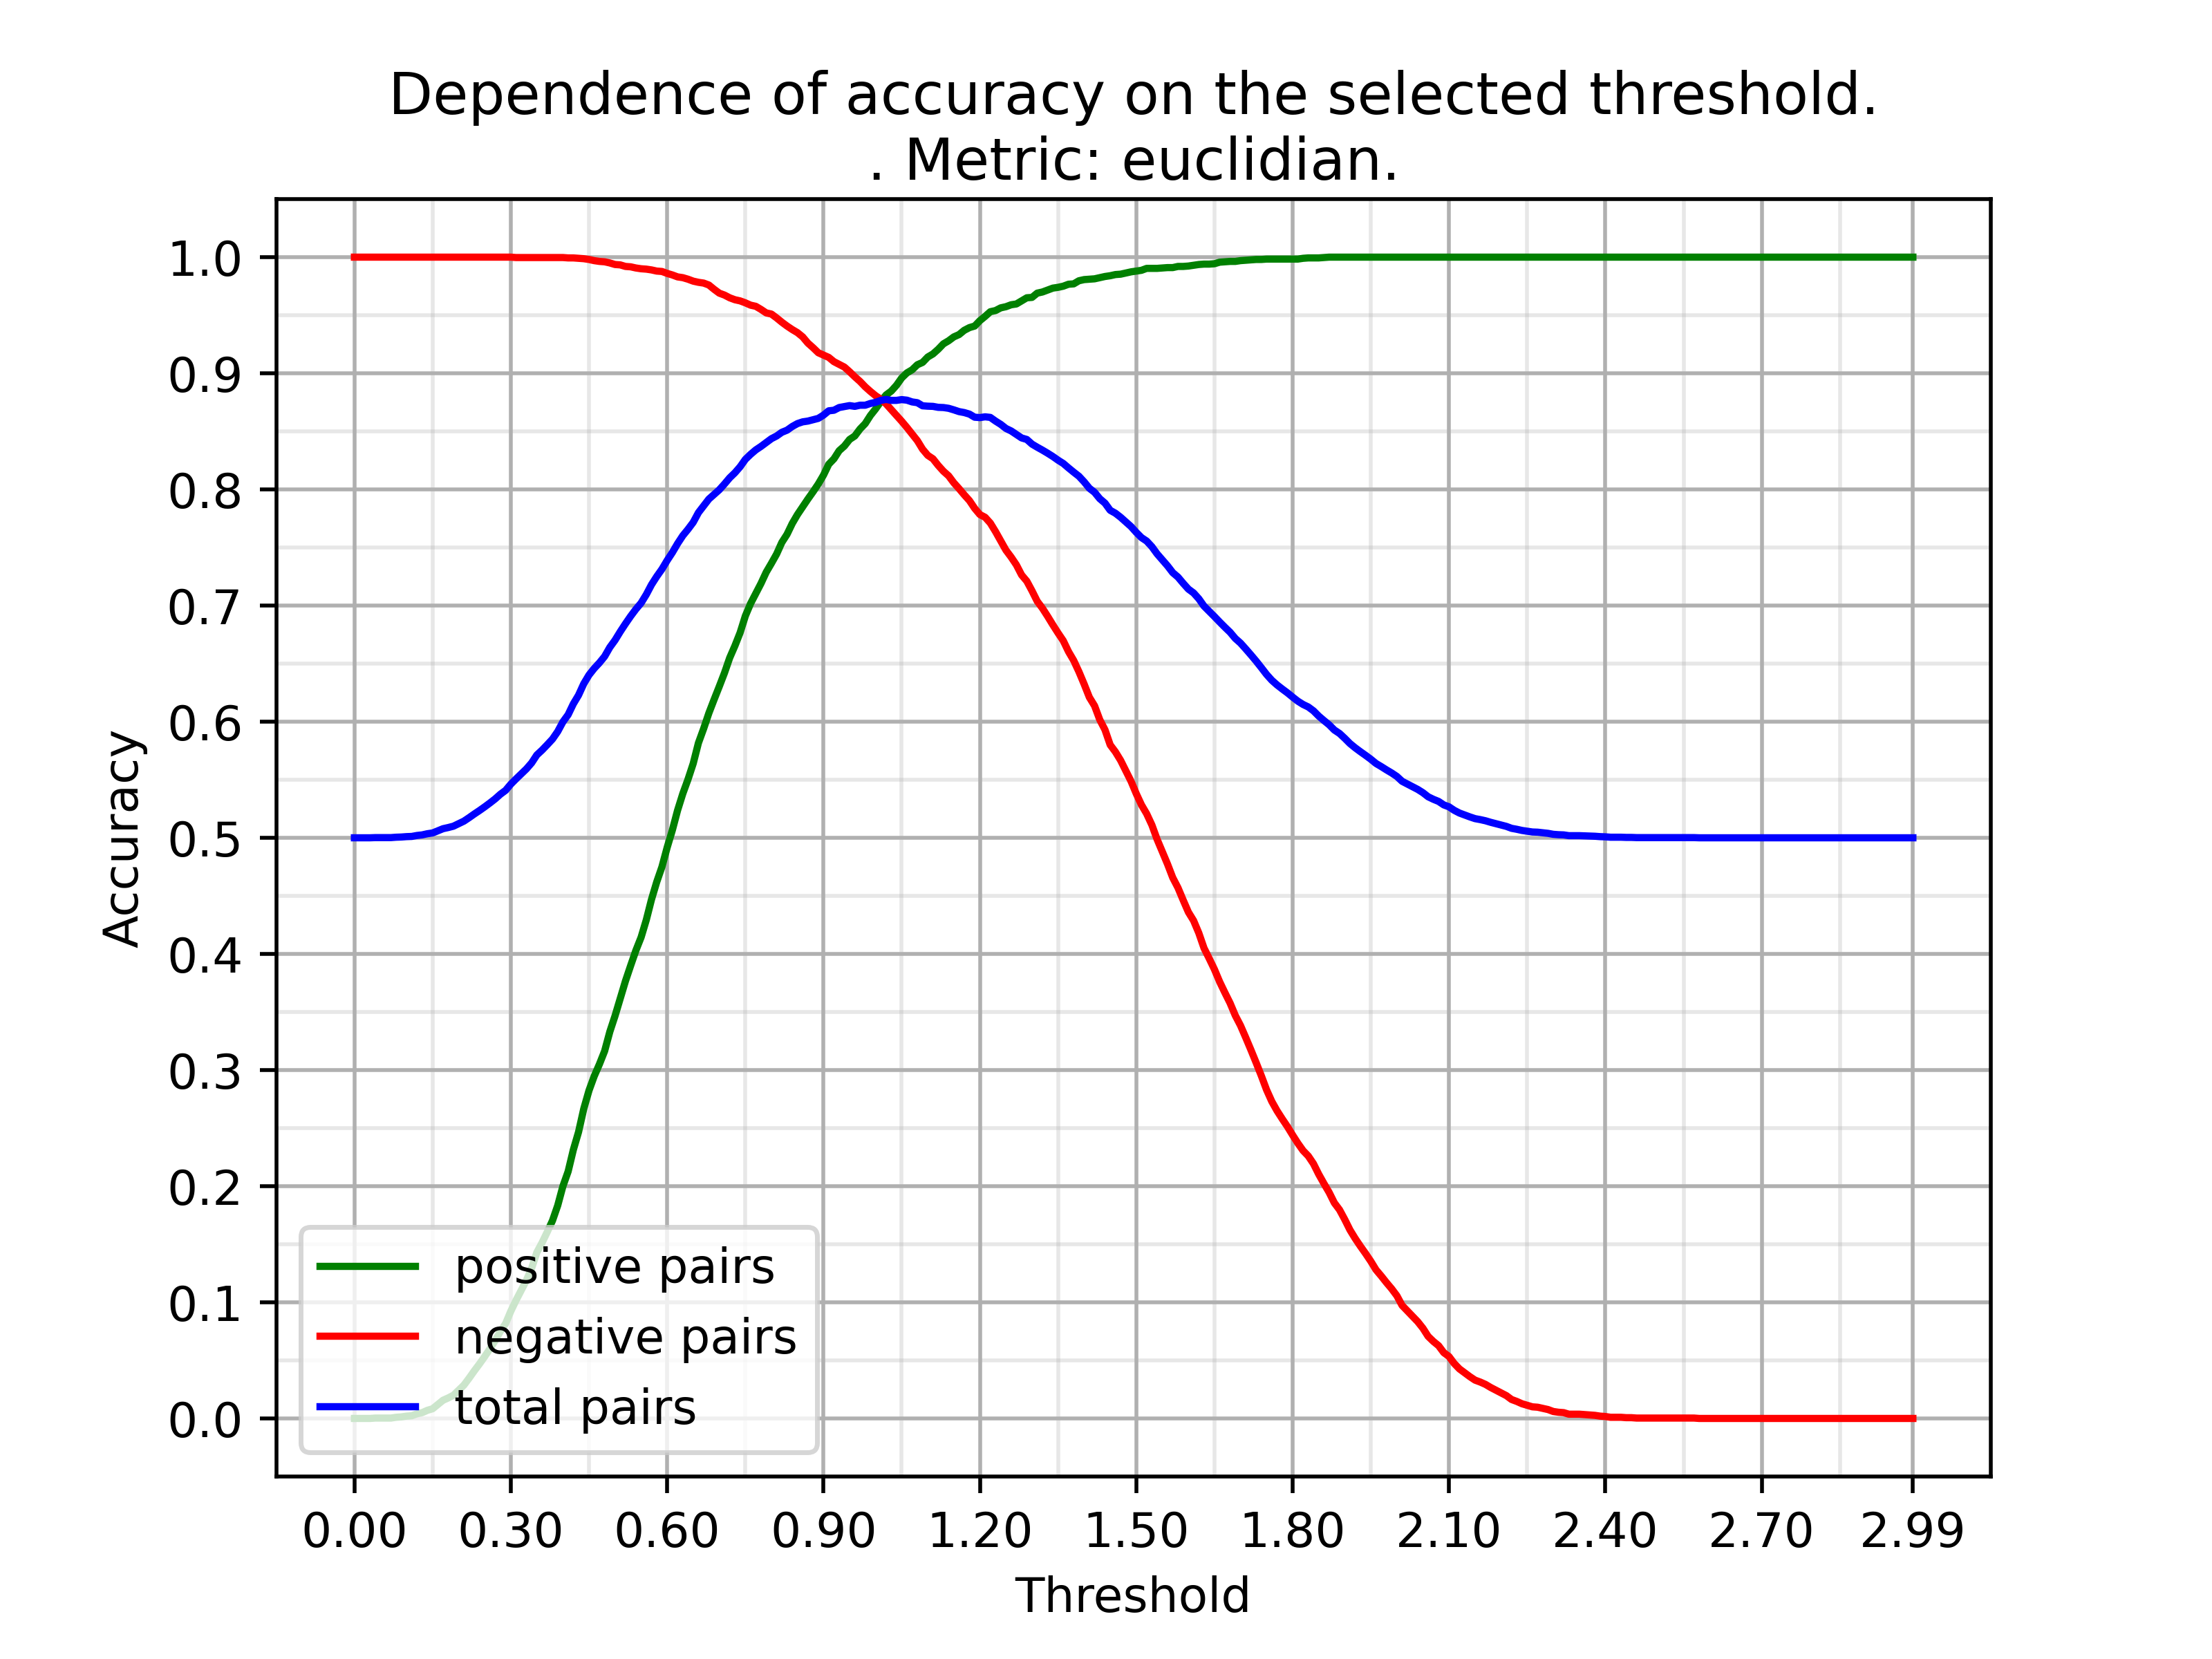 Dependence of accuracy on the selected threshold.
. Metric: euclidian.
Accuracy
1.0
0.9
0.8
0.7
0.6
0.5
0.4
0.3
0.2
0.1
0.0
positive pairs
negative pairs
total pairs
0.00 0.30 0.60 0.90 1.20 1.50 1.80 2.10 2.40 2.70 2.99
Threshold